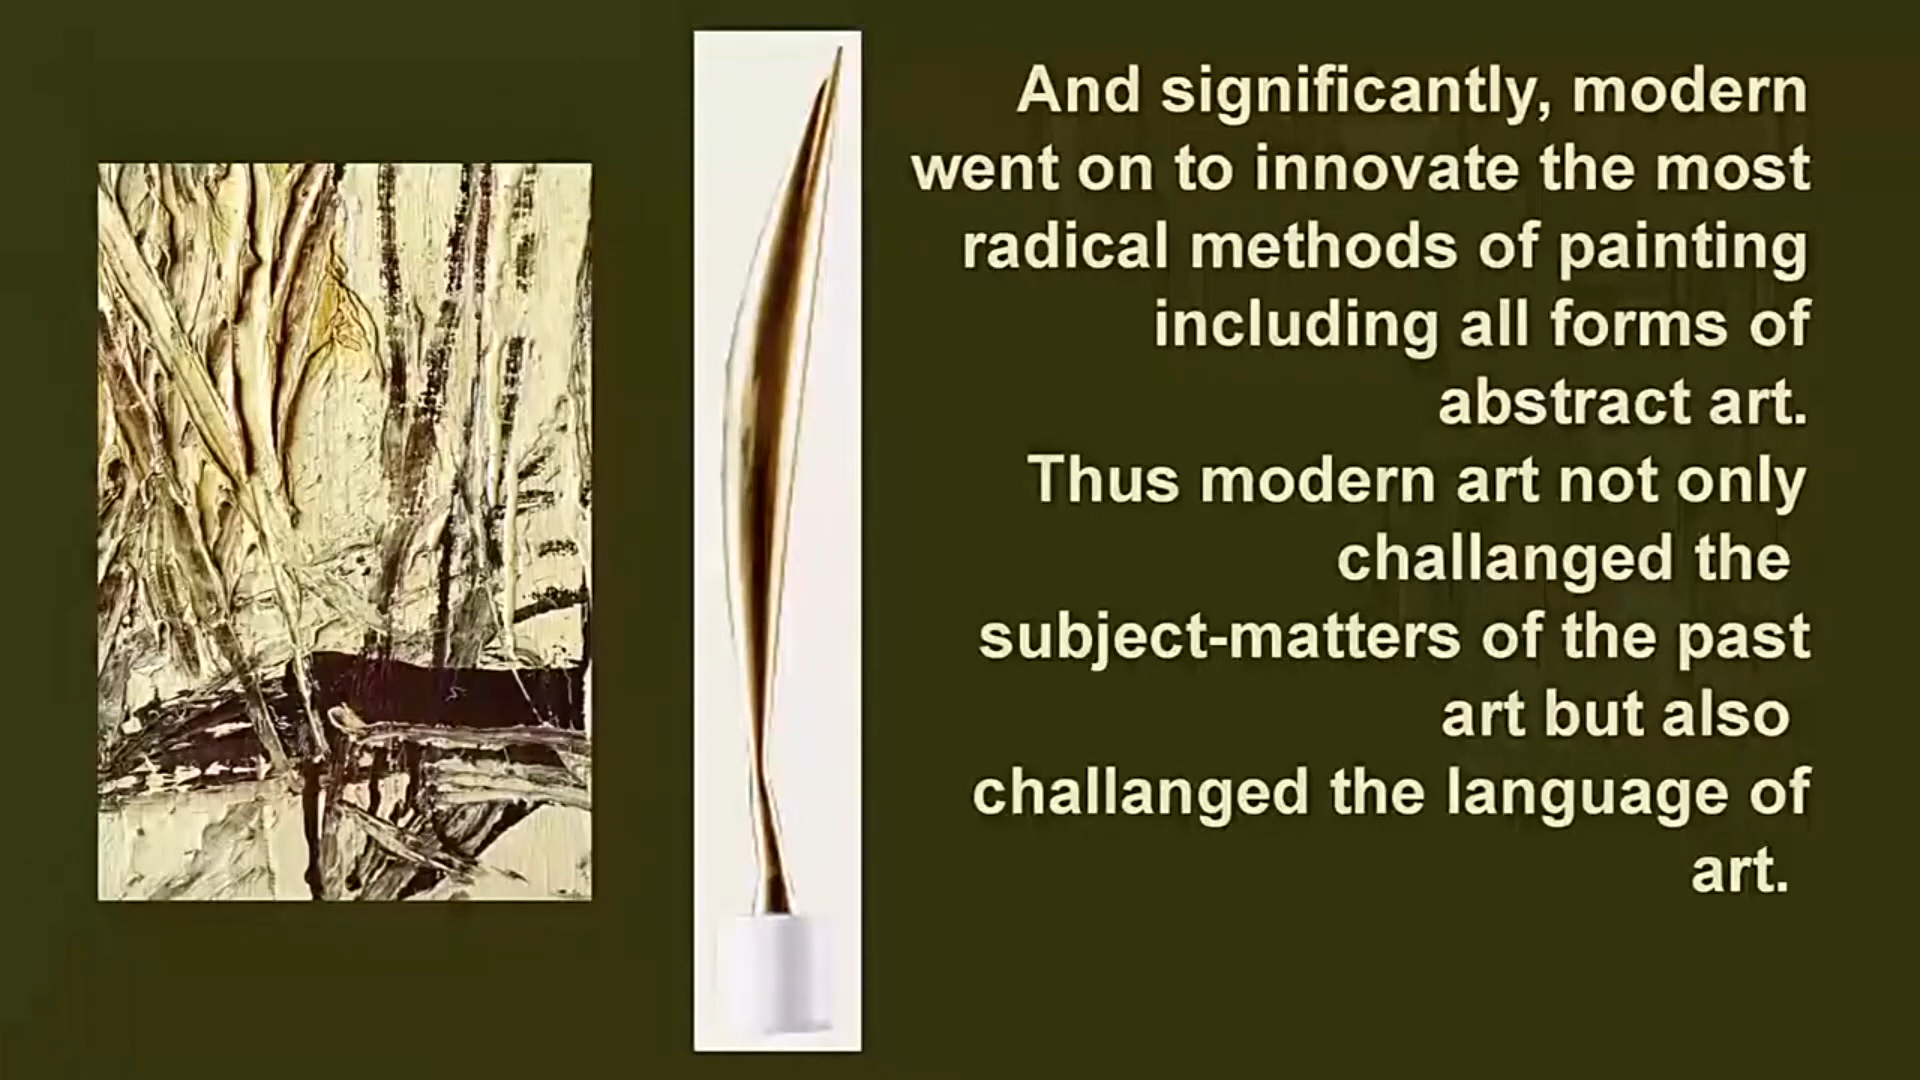 And significantly, modern
went on to innovate the most
radical methods of painting
including all forms of
abstract art.
Thus modern art not only
challanged the
subject-matters of the past
art but also
challanged the language of
art.